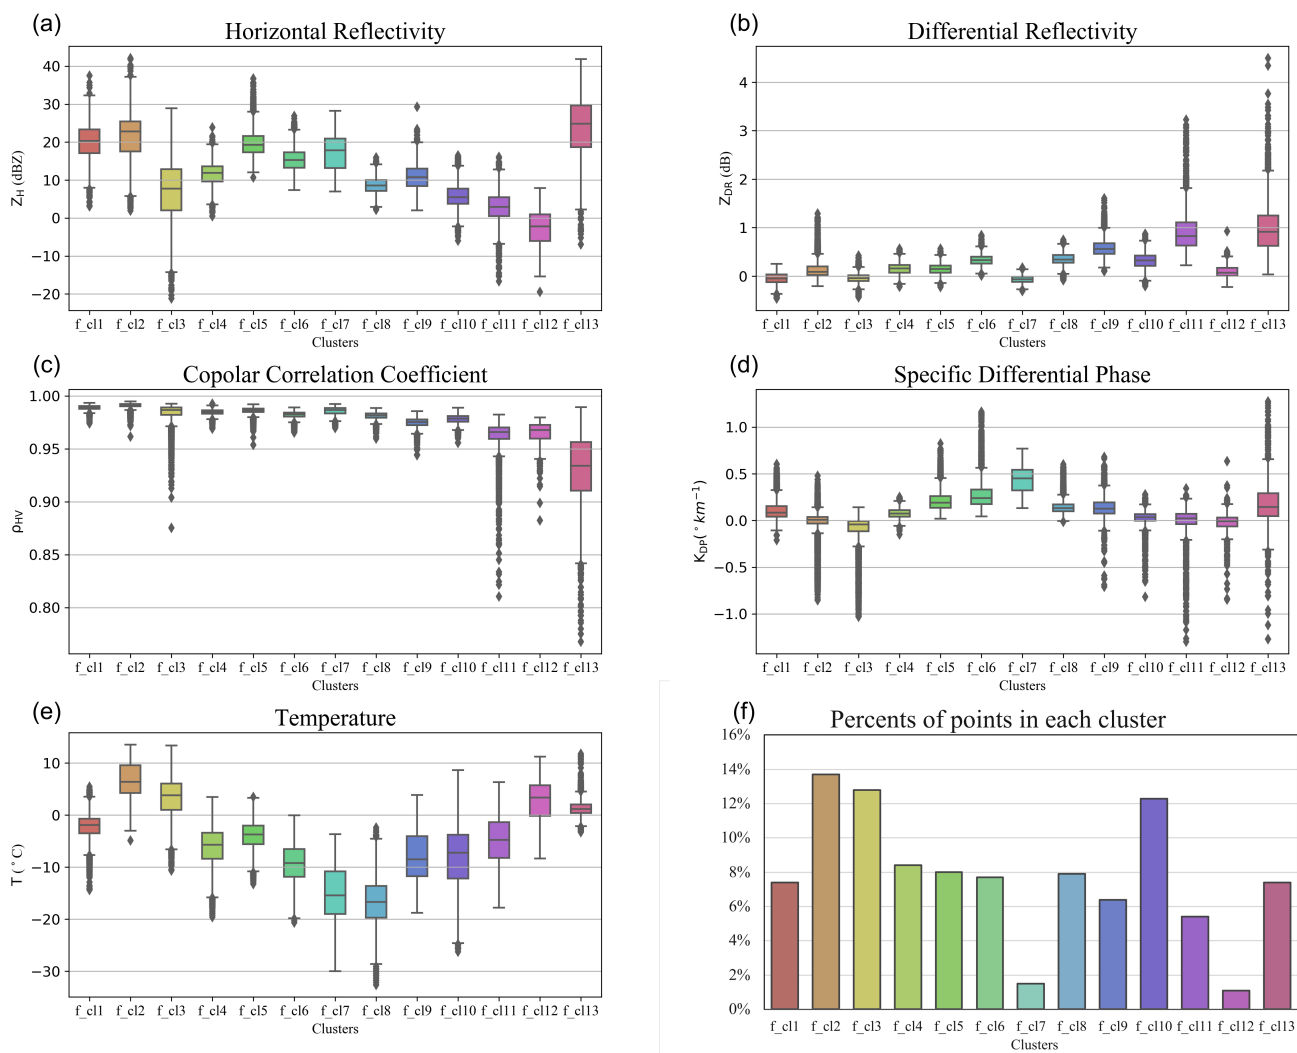 (a) Horizontal Reflectivity
Z_H (dBZ)
40
30
20
10
0
−10
−20
f_cl1 f_cl2 f_cl3 f_cl4 f_cl5 f_cl6 f_cl7 f_cl8 f_cl9 f_cl10 f_cl11 f_cl12 f_cl13
Clusters
(b) Differential Reflectivity
Z_DR (dB)
4
3
2
1
0
f_cl1 f_cl2 f_cl3 f_cl4 f_cl5 f_cl6 f_cl7 f_cl8 f_cl9 f_cl10 f_cl11 f_cl12 f_cl13
Clusters
(c) Copolar Correlation Coefficient
ρ_HV
1.00
0.95
0.90
0.85
0.80
f_cl1 f_cl2 f_cl3 f_cl4 f_cl5 f_cl6 f_cl7 f_cl8 f_cl9 f_cl10 f_cl11 f_cl12 f_cl13
Clusters
(d) Specific Differential Phase
K_DP(° km⁻¹)
1.0
0.5
0.0
−0.5
−1.0
f_cl1 f_cl2 f_cl3 f_cl4 f_cl5 f_cl6 f_cl7 f_cl8 f_cl9 f_cl10 f_cl11 f_cl12 f_cl13
Clusters
(e) Temperature
T (° C)
10
0
−10
−20
−30
f_cl1 f_cl2 f_cl3 f_cl4 f_cl5 f_cl6 f_cl7 f_cl8 f_cl9 f_cl10 f_cl11 f_cl12 f_cl13
Clusters
(f) Percents of points in each cluster
16%
14%
12%
10%
8%
6%
4%
2%
0%
f_cl1 f_cl2 f_cl3 f_cl4 f_cl5 f_cl6 f_cl7 f_cl8 f_cl9 f_cl10 f_cl11 f_cl12 f_cl13
Clusters